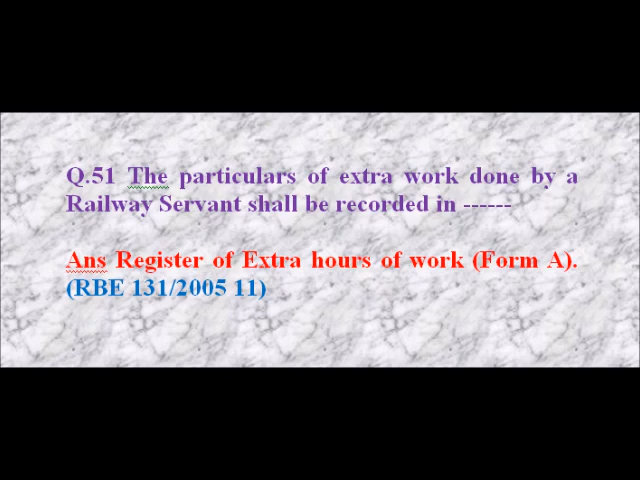 Q.51 The particulars of extra work done by a
Railway Servant shall be recorded in ------
Ans Register of Extra hours of work (Form A).
(RBE 131/2005 11)